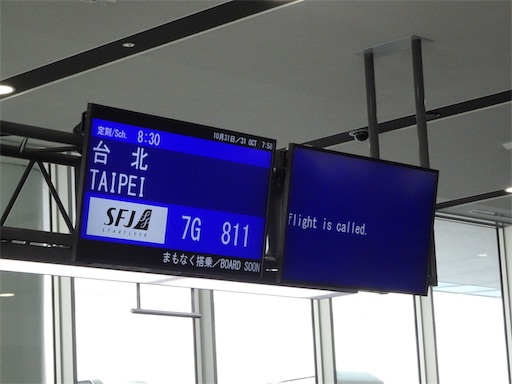 定刻/Sch. 8:30
10月31日/31 OCT 7:58
台北
TAIPEI
SFJ
STARFLYER
7G 811
まもなく搭乗/BOARD SOON
flight is called.